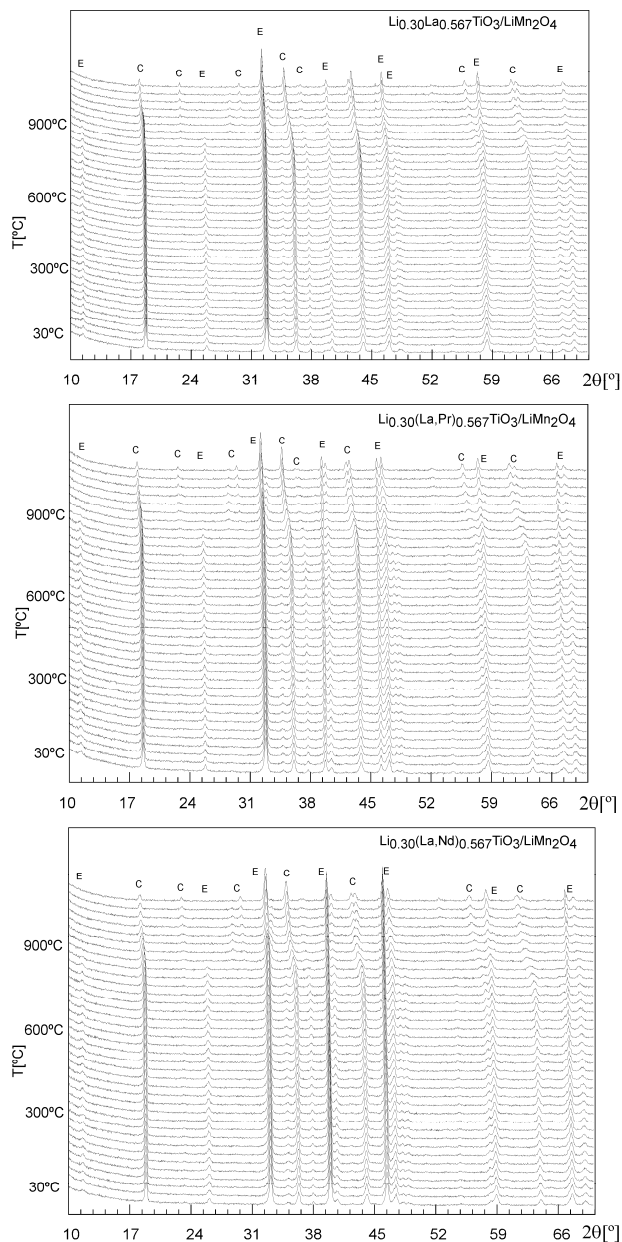 Li0.30La0.567TiO3/LiMn2O4
E
E C C E C C C E E E C E C E
900ºC
600ºC
300ºC
30ºC
T[ºC]
10 17 24 31 38 45 52 59 66 2θ[º]
Li0.30(La,Pr)0.567TiO3/LiMn2O4
E C C E C E C C E C E C E C E
900ºC
600ºC
300ºC
30ºC
T[ºC]
10 17 24 31 38 45 52 59 66 2θ[º]
Li0.30(La,Nd)0.567TiO3/LiMn2O4
E C C E C E C E C E C E C E
900ºC
600ºC
300ºC
30ºC
T[ºC]
10 17 24 31 38 45 52 59 66 2θ[º]